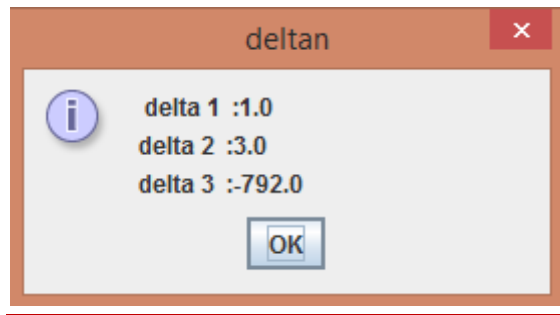 deltan
delta 1 :1.0
delta 2 :3.0
delta 3 :-792.0
OK